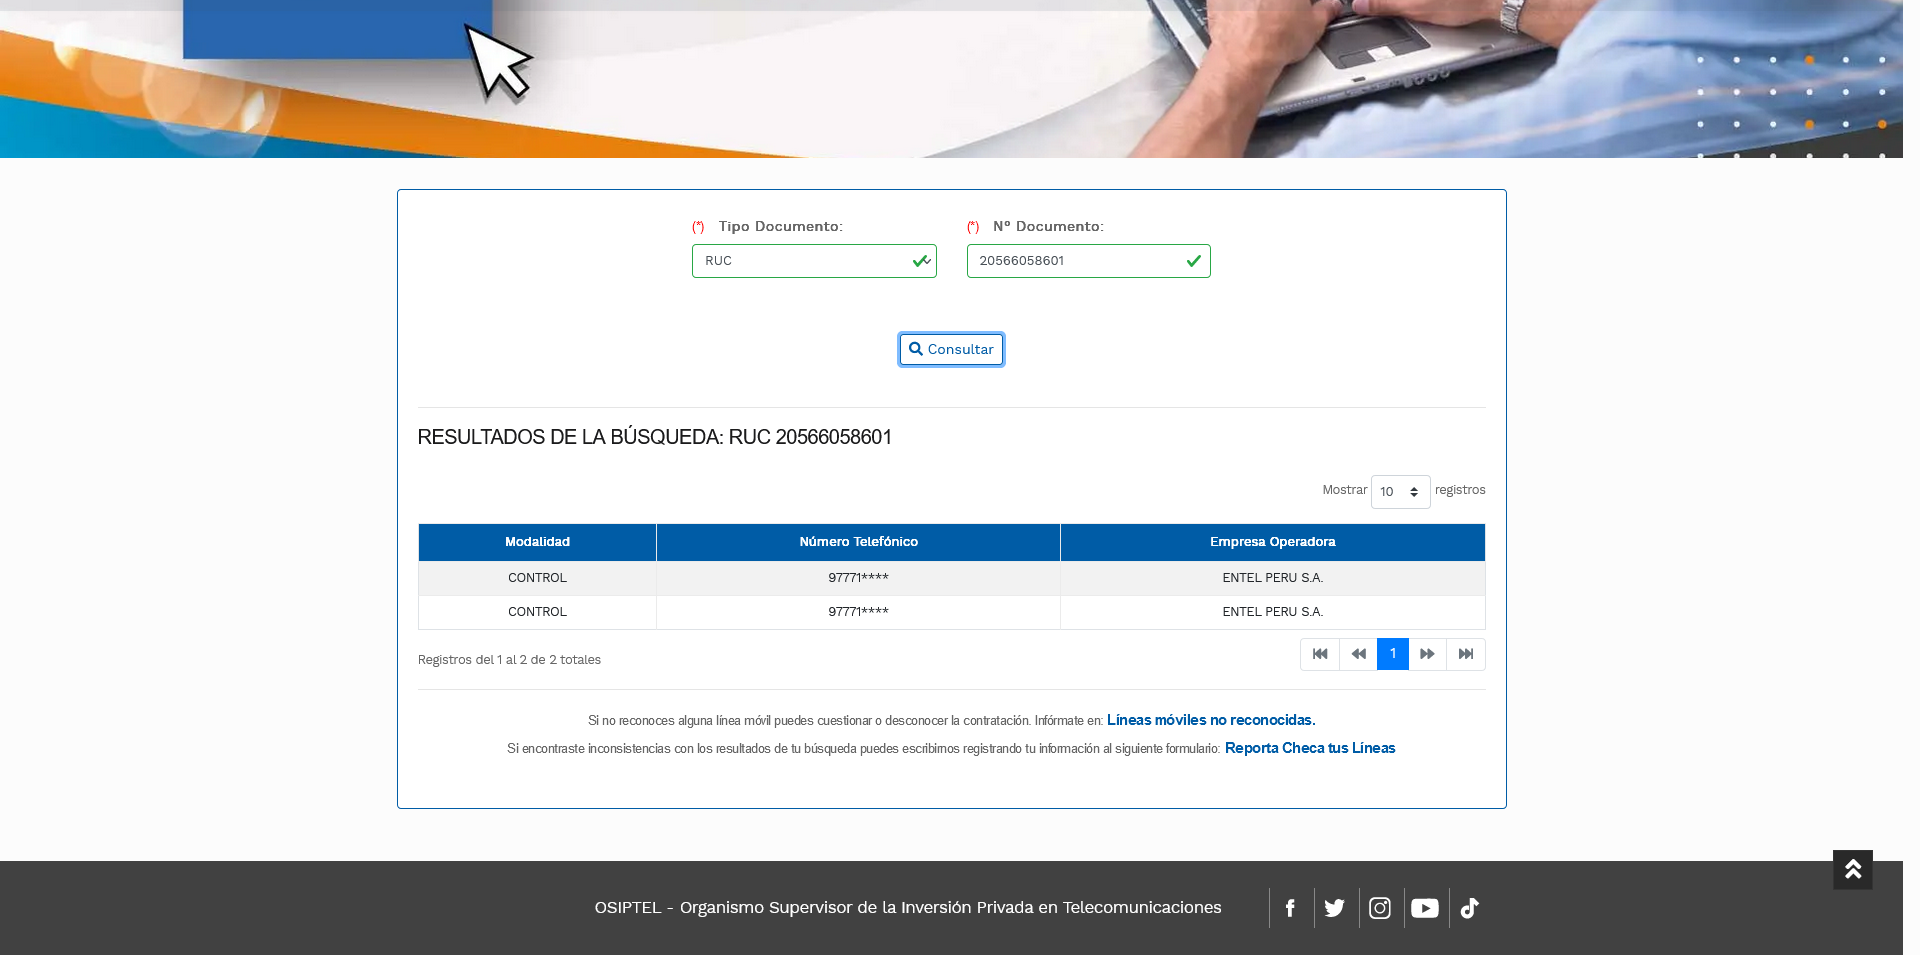 (*) Tipo Documento:
(*) Nº Documento:
RUC
20566058601
Consultar
RESULTADOS DE LA BÚSQUEDA: RUC 20566058601
Mostrar 10 registros
Modalidad Número Telefónico Empresa Operadora
CONTROL 97771**** ENTEL PERU S.A.
CONTROL 97771**** ENTEL PERU S.A.
Registros del 1 al 2 de 2 totales
1
Si no reconoces alguna línea móvil puedes cuestionar o desconocer la contratación. Infórmate en: Líneas móviles no reconocidas.
Si encontraste inconsistencias con los resultados de tu búsqueda puedes escribirnos registrando tu información al siguiente formulario: Reporta Checa tus Líneas
OSIPTEL - Organismo Supervisor de la Inversión Privada en Telecomunicaciones